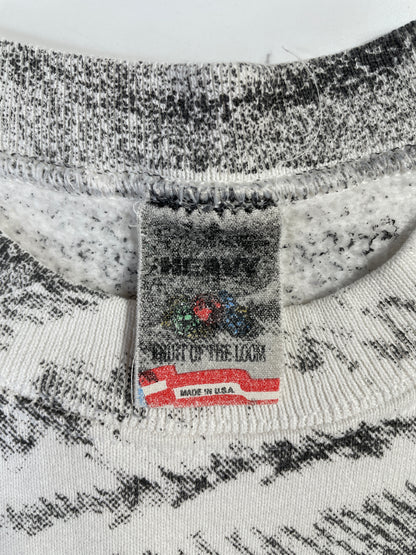 HEAVY
FRUIT OF THE LOOM
MADE IN U.S.A.